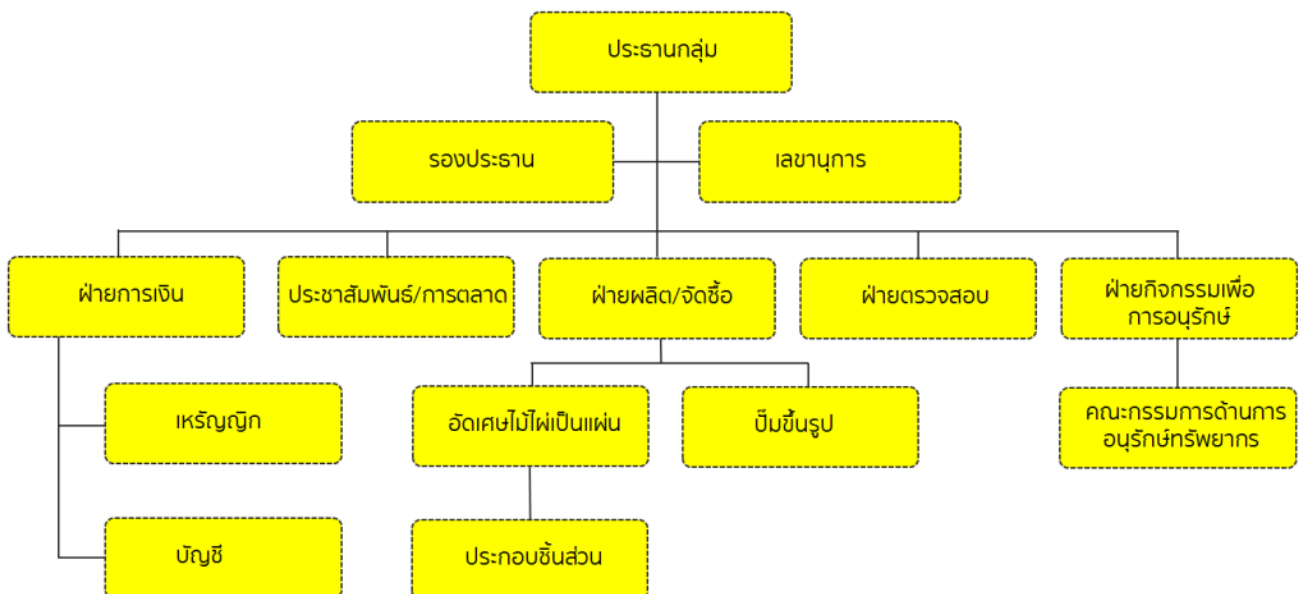 ประธานกลุ่ม
รองประธาน
เลขานุการ
ฝ่ายการเงิน
ประชาสัมพันธ์/การตลาด
ฝ่ายผลิต/จัดซื้อ
ฝ่ายตรวจสอบ
ฝ่ายกิจกรรมเพื่อ
การอนุรักษ์
เหรัญญิก
อัดเศษไม้ไผ่เป็นแผ่น
ปั๊มขึ้นรูป
คณะกรรมการด้านการ
อนุรักษ์ทรัพยากร
บัญชี
ประกอบชิ้นส่วน